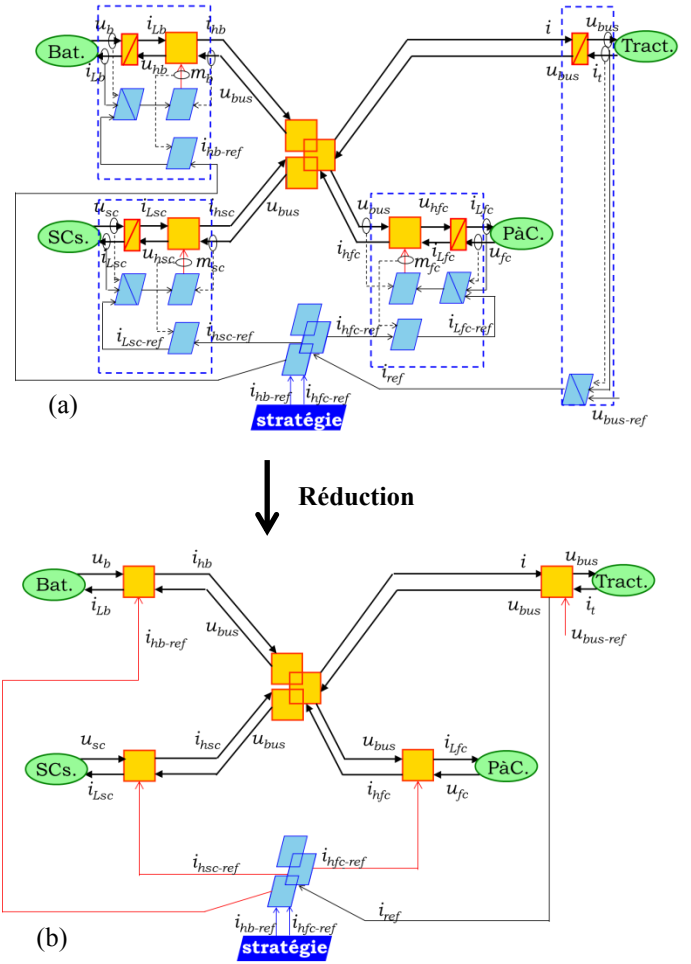 u_b i_Lb i_hb i u_bus
Bat. Tract.
i_Lb u_hb m_b u_bus u_bus i_t
i_hb-ref
u_sc i_Lsc i_hsc u_bus u_hfc i_Lfc
SCs. u_bus PàC.
i_Lsc u_hsc m_sc i_hfc m_fc i_Lfc u_fc
i_Lsc-ref i_hsc-ref i_hfc-ref i_Lfc-ref
i_ref
(a) i_hb-ref i_hfc-ref u_bus-ref
stratégie
Réduction
u_b i_hb i u_bus
Bat. Tract.
i_Lb u_bus u_bus i_t
i_hb-ref u_bus-ref
u_sc i_hsc u_bus u_bus i_Lfc
SCs. PàC.
i_Lsc i_hfc u_fc
i_hsc-ref i_hfc-ref
i_ref
(b) i_hb-ref i_hfc-ref
stratégie